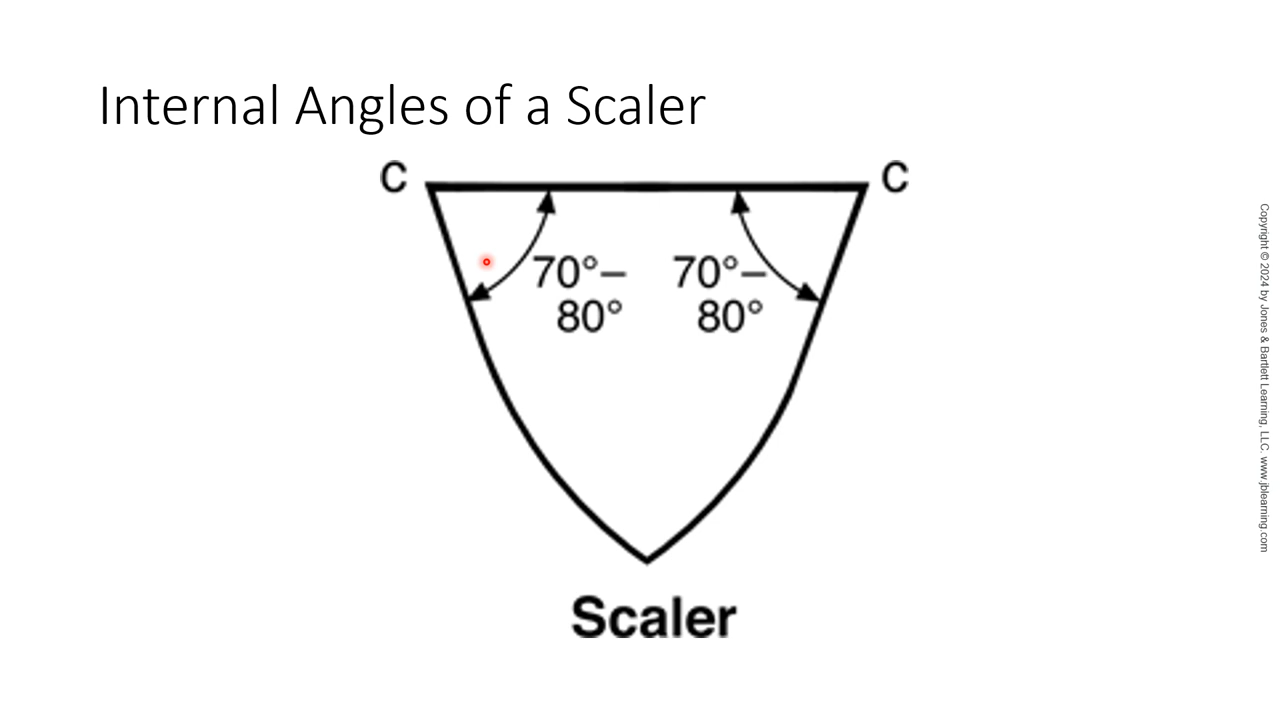 Internal Angles of a Scaler
C C
70°– 70°–
80° 80°
Scaler
Copyright © 2024 by Jones & Bartlett Learning, LLC. www.jblearning.com